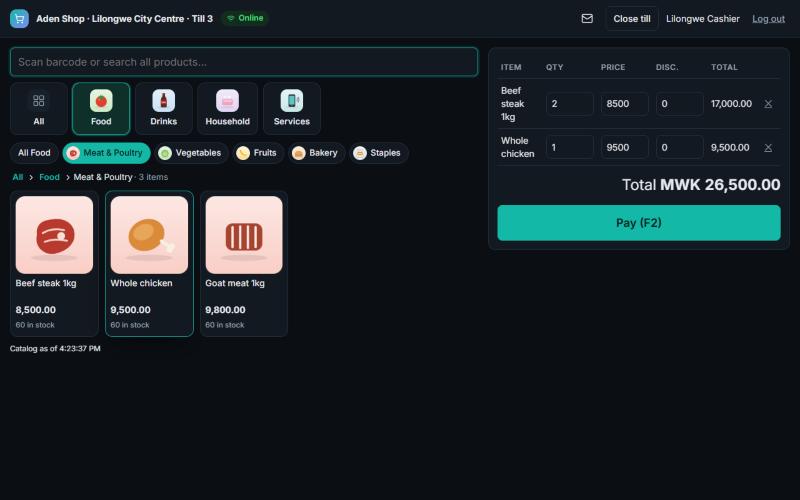 Aden Shop · Lilongwe City Centre · Till 3
Online
Close till
Lilongwe Cashier
Log out
Scan barcode or search all products...
All
Food
Drinks
Household
Services
All Food
Meat & Poultry
Vegetables
Fruits
Bakery
Staples
All › Food › Meat & Poultry · 3 items
Beef steak 1kg
8,500.00
60 in stock
Whole chicken
9,500.00
60 in stock
Goat meat 1kg
9,800.00
60 in stock
Catalog as of 4:23:37 PM
ITEM QTY PRICE DISC. TOTAL
Beef steak 1kg 2 8500 0 17,000.00
Whole chicken 1 9500 0 9,500.00
Total MWK 26,500.00
Pay (F2)